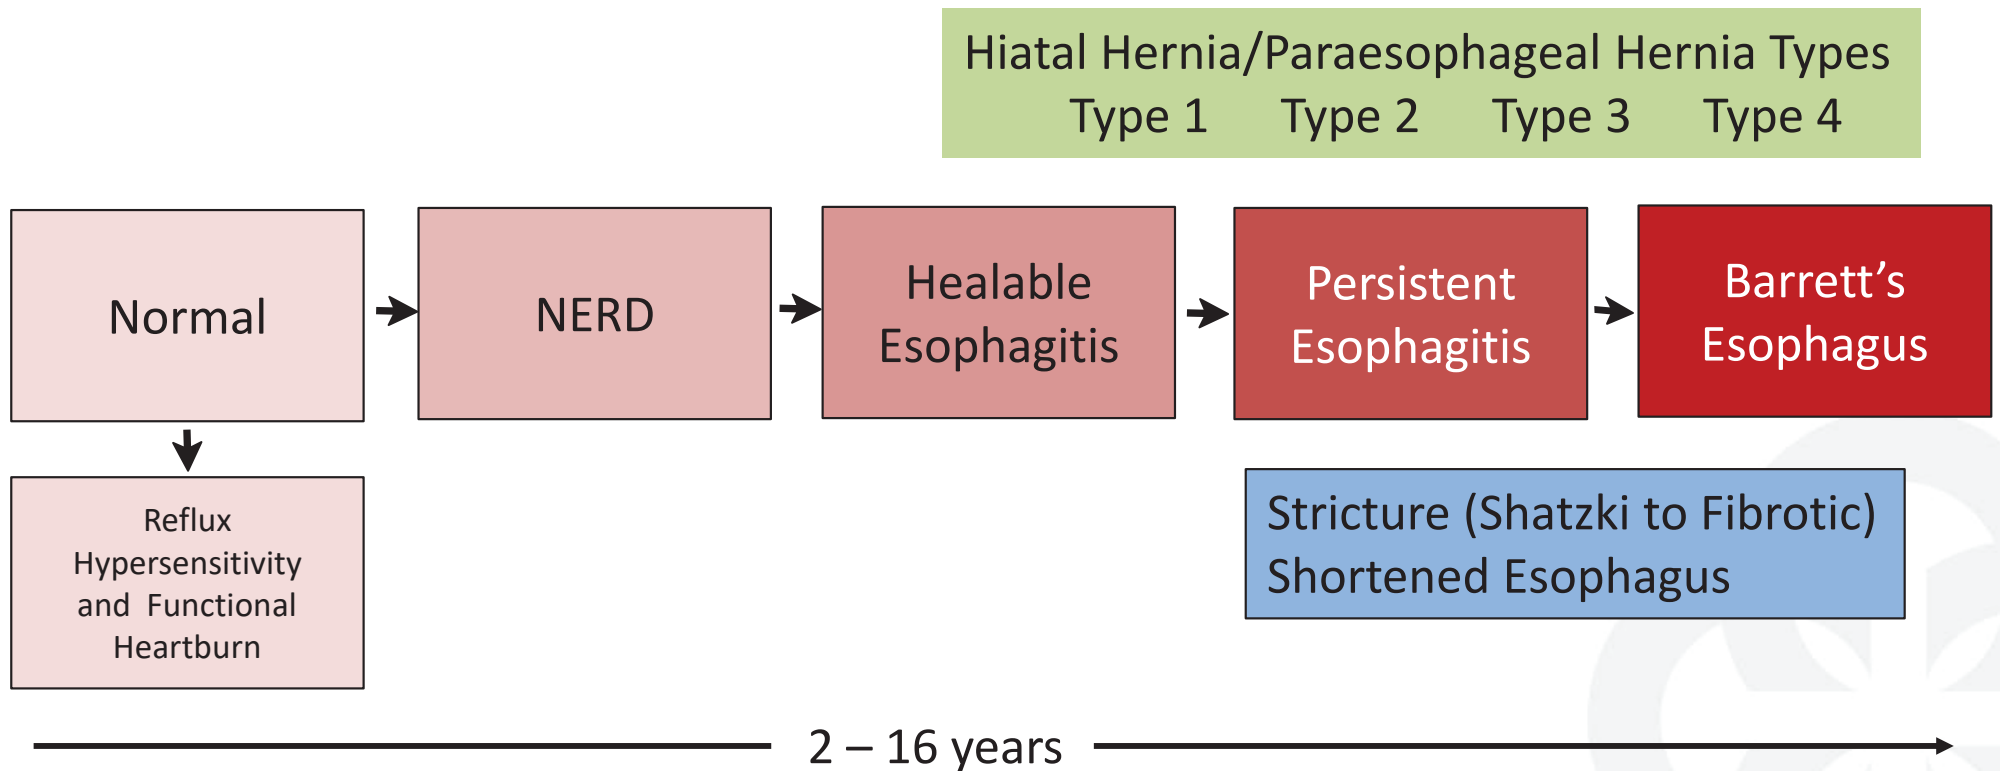 Hiatal Hernia/Paraesophageal Hernia Types
Type 1 Type 2 Type 3 Type 4
Normal
NERD
Healable
Esophagitis
Persistent
Esophagitis
Barrett’s
Esophagus
Reflux
Hypersensitivity
and Functional
Heartburn
Stricture (Shatzki to Fibrotic)
Shortened Esophagus
2 – 16 years